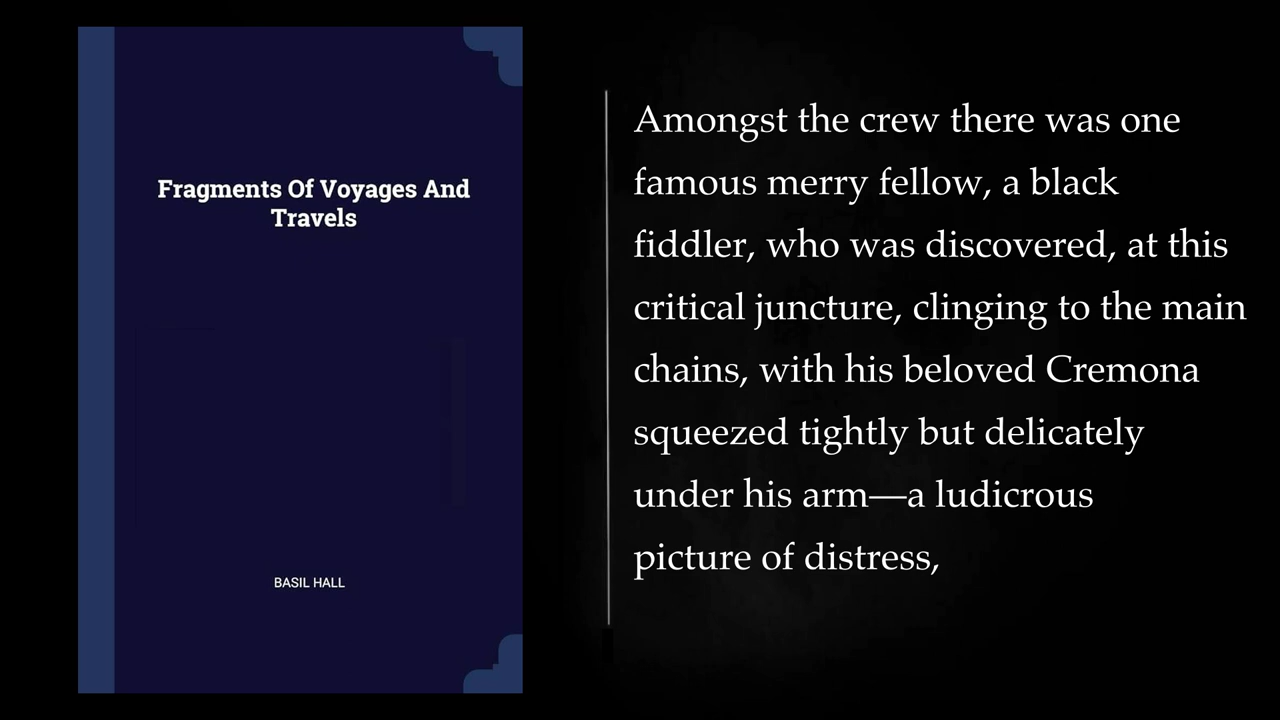 Fragments Of Voyages And
Travels
BASIL HALL
Amongst the crew there was one
famous merry fellow, a black
fiddler, who was discovered, at this
critical juncture, clinging to the main
chains, with his beloved Cremona
squeezed tightly but delicately
under his arm—a ludicrous
picture of distress,